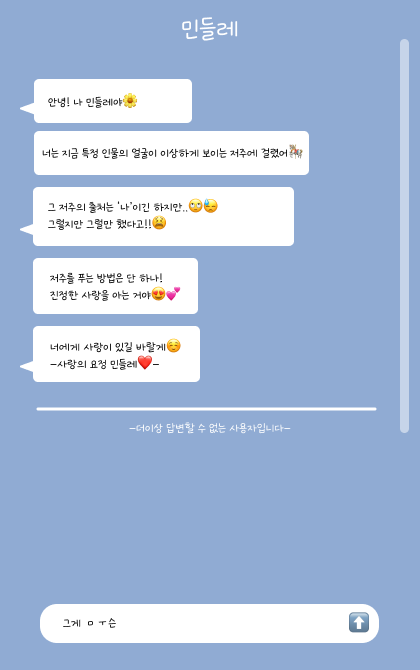 민들레
안녕! 나 민들레야🌼
너는 지금 특정 인물의 얼굴이 이상하게 보이는 저주에 걸렸어🦌
그 저주의 출처는 '나'이긴 하지만..🙄😓
그렇지만 그럴만 했다고!!😫
저주를 푸는 방법은 단 하나!
진정한 사랑을 아는 거야😍💕
너에게 사랑이 있길 바랄게☺️
-사랑의 요정 민들레❤️-
-더이상 답변할 수 없는 사용자입니다-
그게 ㅇ ㅜ슨